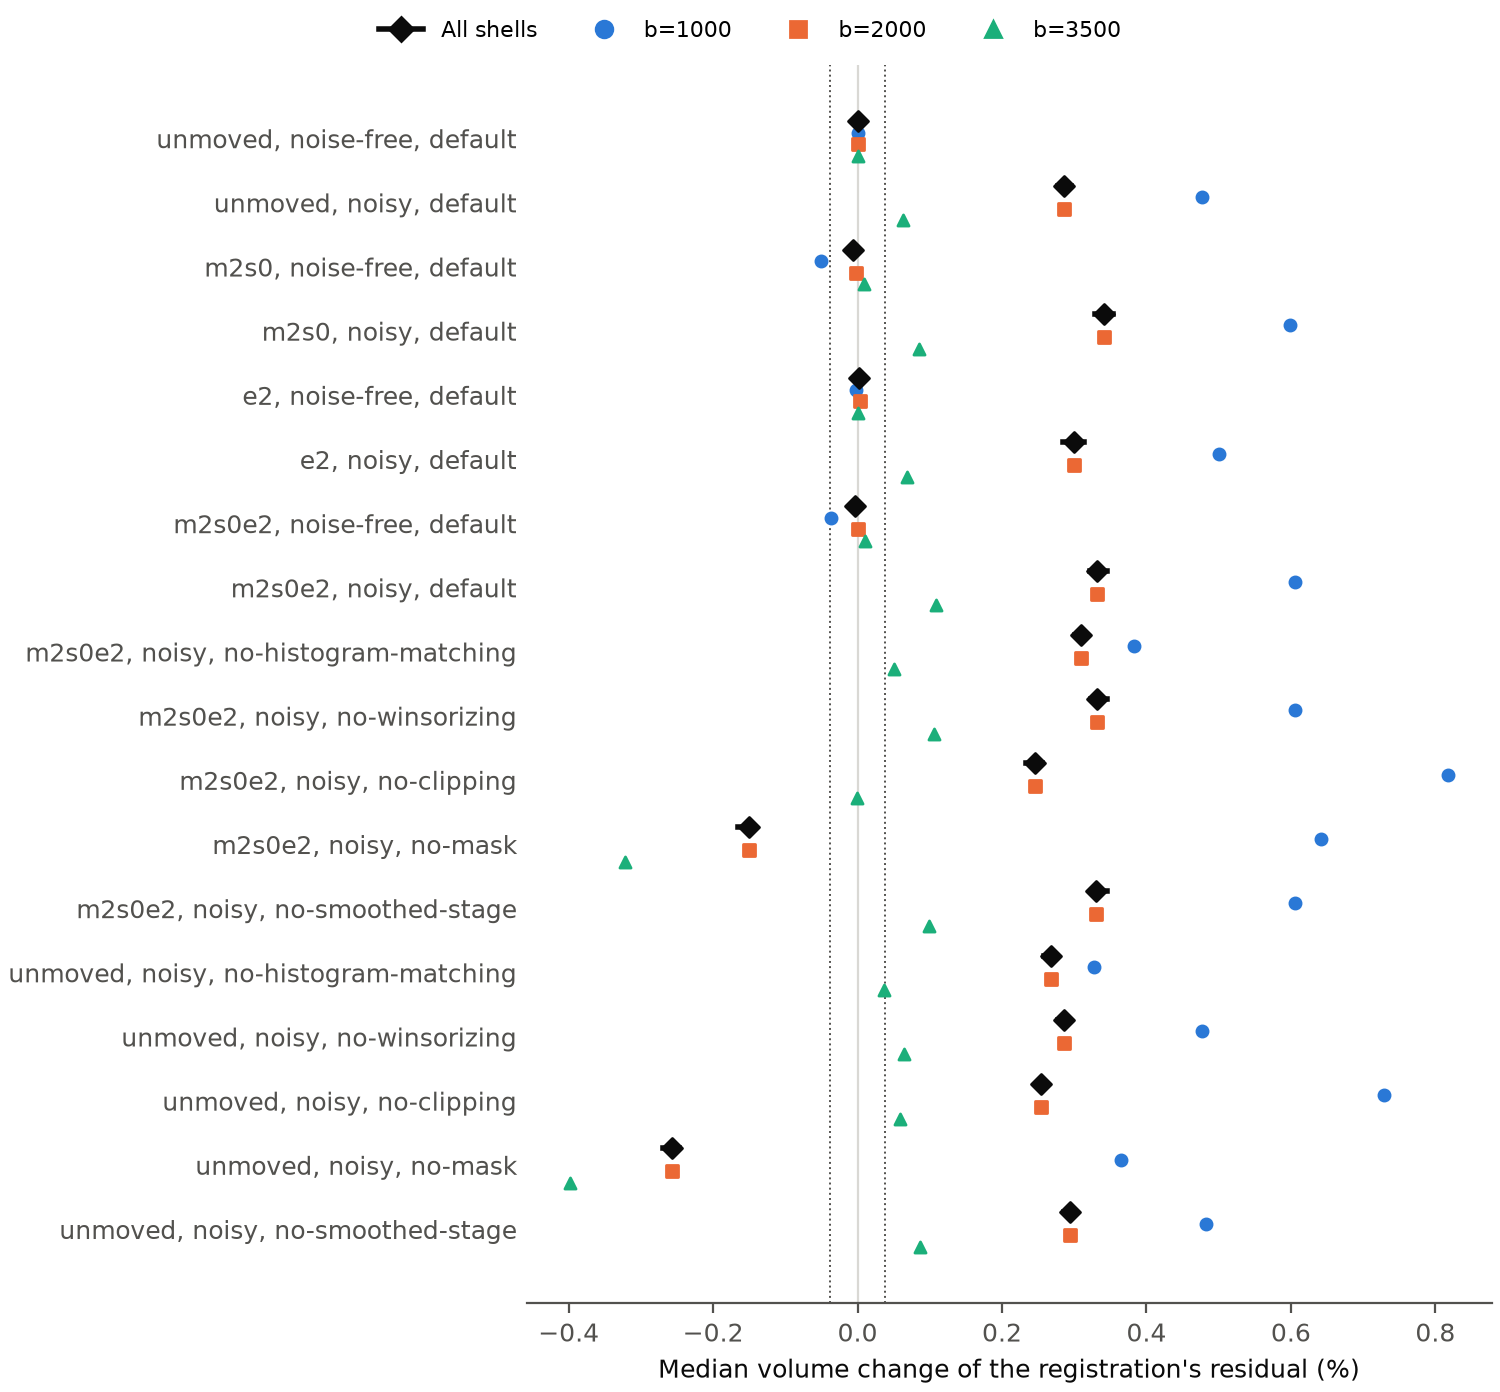 All shells b=1000 b=2000 b=3500
unmoved, noise-free, default
unmoved, noisy, default
m2s0, noise-free, default
m2s0, noisy, default
e2, noise-free, default
e2, noisy, default
m2s0e2, noise-free, default
m2s0e2, noisy, default
m2s0e2, noisy, no-histogram-matching
m2s0e2, noisy, no-winsorizing
m2s0e2, noisy, no-clipping
m2s0e2, noisy, no-mask
m2s0e2, noisy, no-smoothed-stage
unmoved, noisy, no-histogram-matching
unmoved, noisy, no-winsorizing
unmoved, noisy, no-clipping
unmoved, noisy, no-mask
unmoved, noisy, no-smoothed-stage
−0.4 −0.2 0.0 0.2 0.4 0.6 0.8
Median volume change of the registration's residual (%)